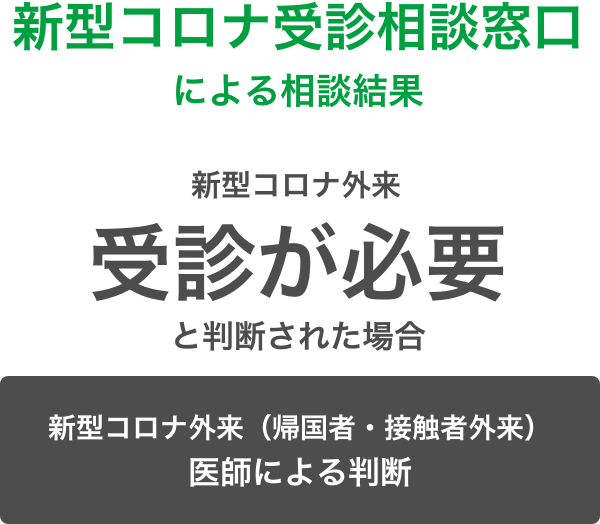 新型コロナ受診相談窓口
による相談結果
新型コロナ外来
受診が必要
と判断された場合
新型コロナ外来（帰国者・接触者外来）
医師による判断